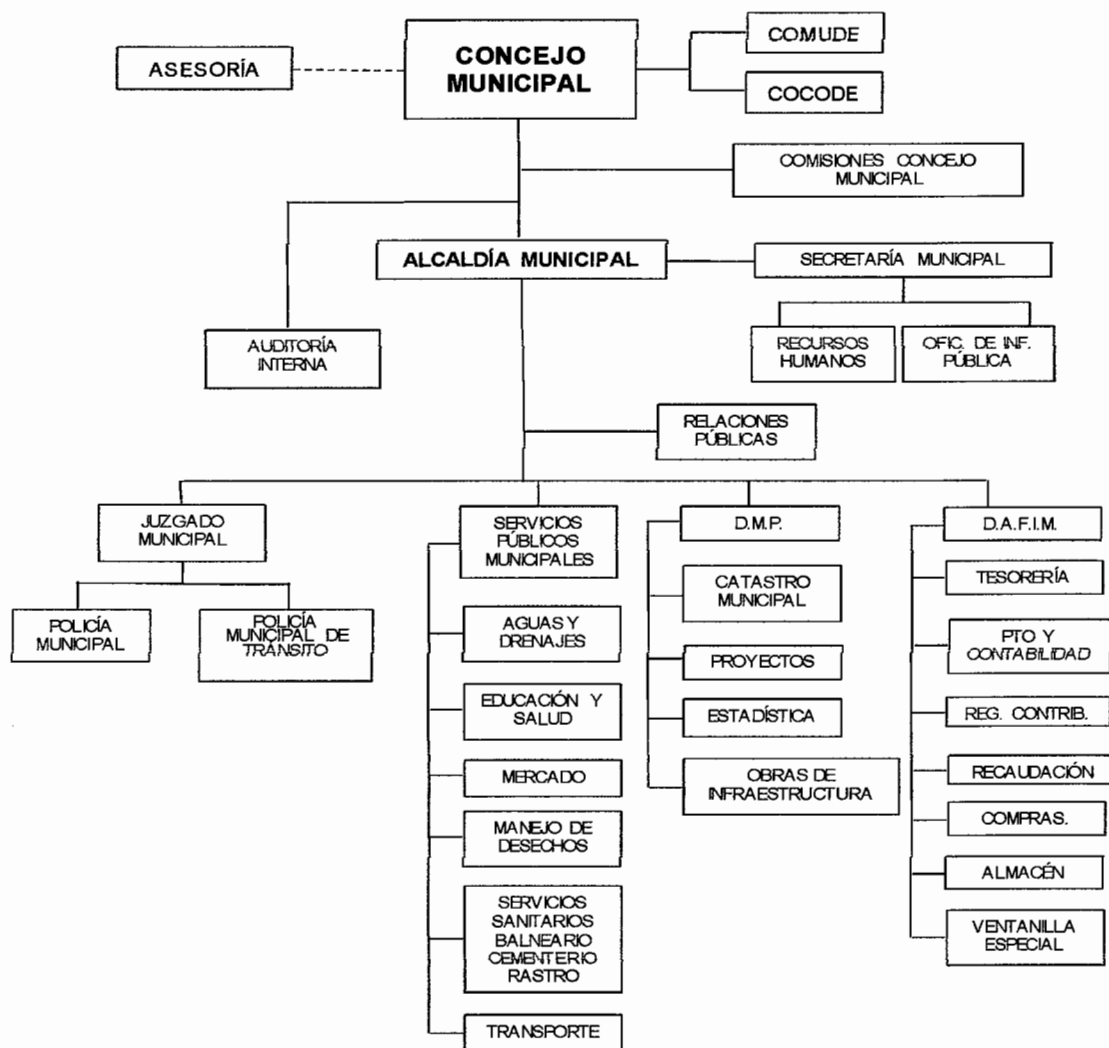 CONCEJO
MUNICIPAL
ASESORÍA
COMUDE
COCODE
COMISIONES CONCEJO
MUNICIPAL
ALCALDÍA MUNICIPAL
SECRETARÍA MUNICIPAL
AUDITORÍA
INTERNA
RECURSOS
HUMANOS
OFIC. DE INF.
PÚBLICA
RELACIONES
PÚBLICAS
JUZGADO
MUNICIPAL
POLICÍA
MUNICIPAL
POLICÍA
MUNICIPAL DE
TRÁNSITO
SERVICIOS
PÚBLICOS
MUNICIPALES
AGUAS Y
DRENAJES
EDUCACIÓN Y
SALUD
MERCADO
MANEJO DE
DESECHOS
SERVICIOS
SANITARIOS
BALNEARIO
CEMENTERIO
RASTRO
TRANSPORTE
D.M.P.
CATASTRO
MUNICIPAL
PROYECTOS
ESTADÍSTICA
OBRAS DE
INFRAESTRUCTURA
D.A.F.I.M.
TESORERÍA
PTO Y
CONTABILIDAD
REG. CONTRIB.
RECAUDACIÓN
COMPRAS.
ALMACÉN
VENTANILLA
ESPECIAL